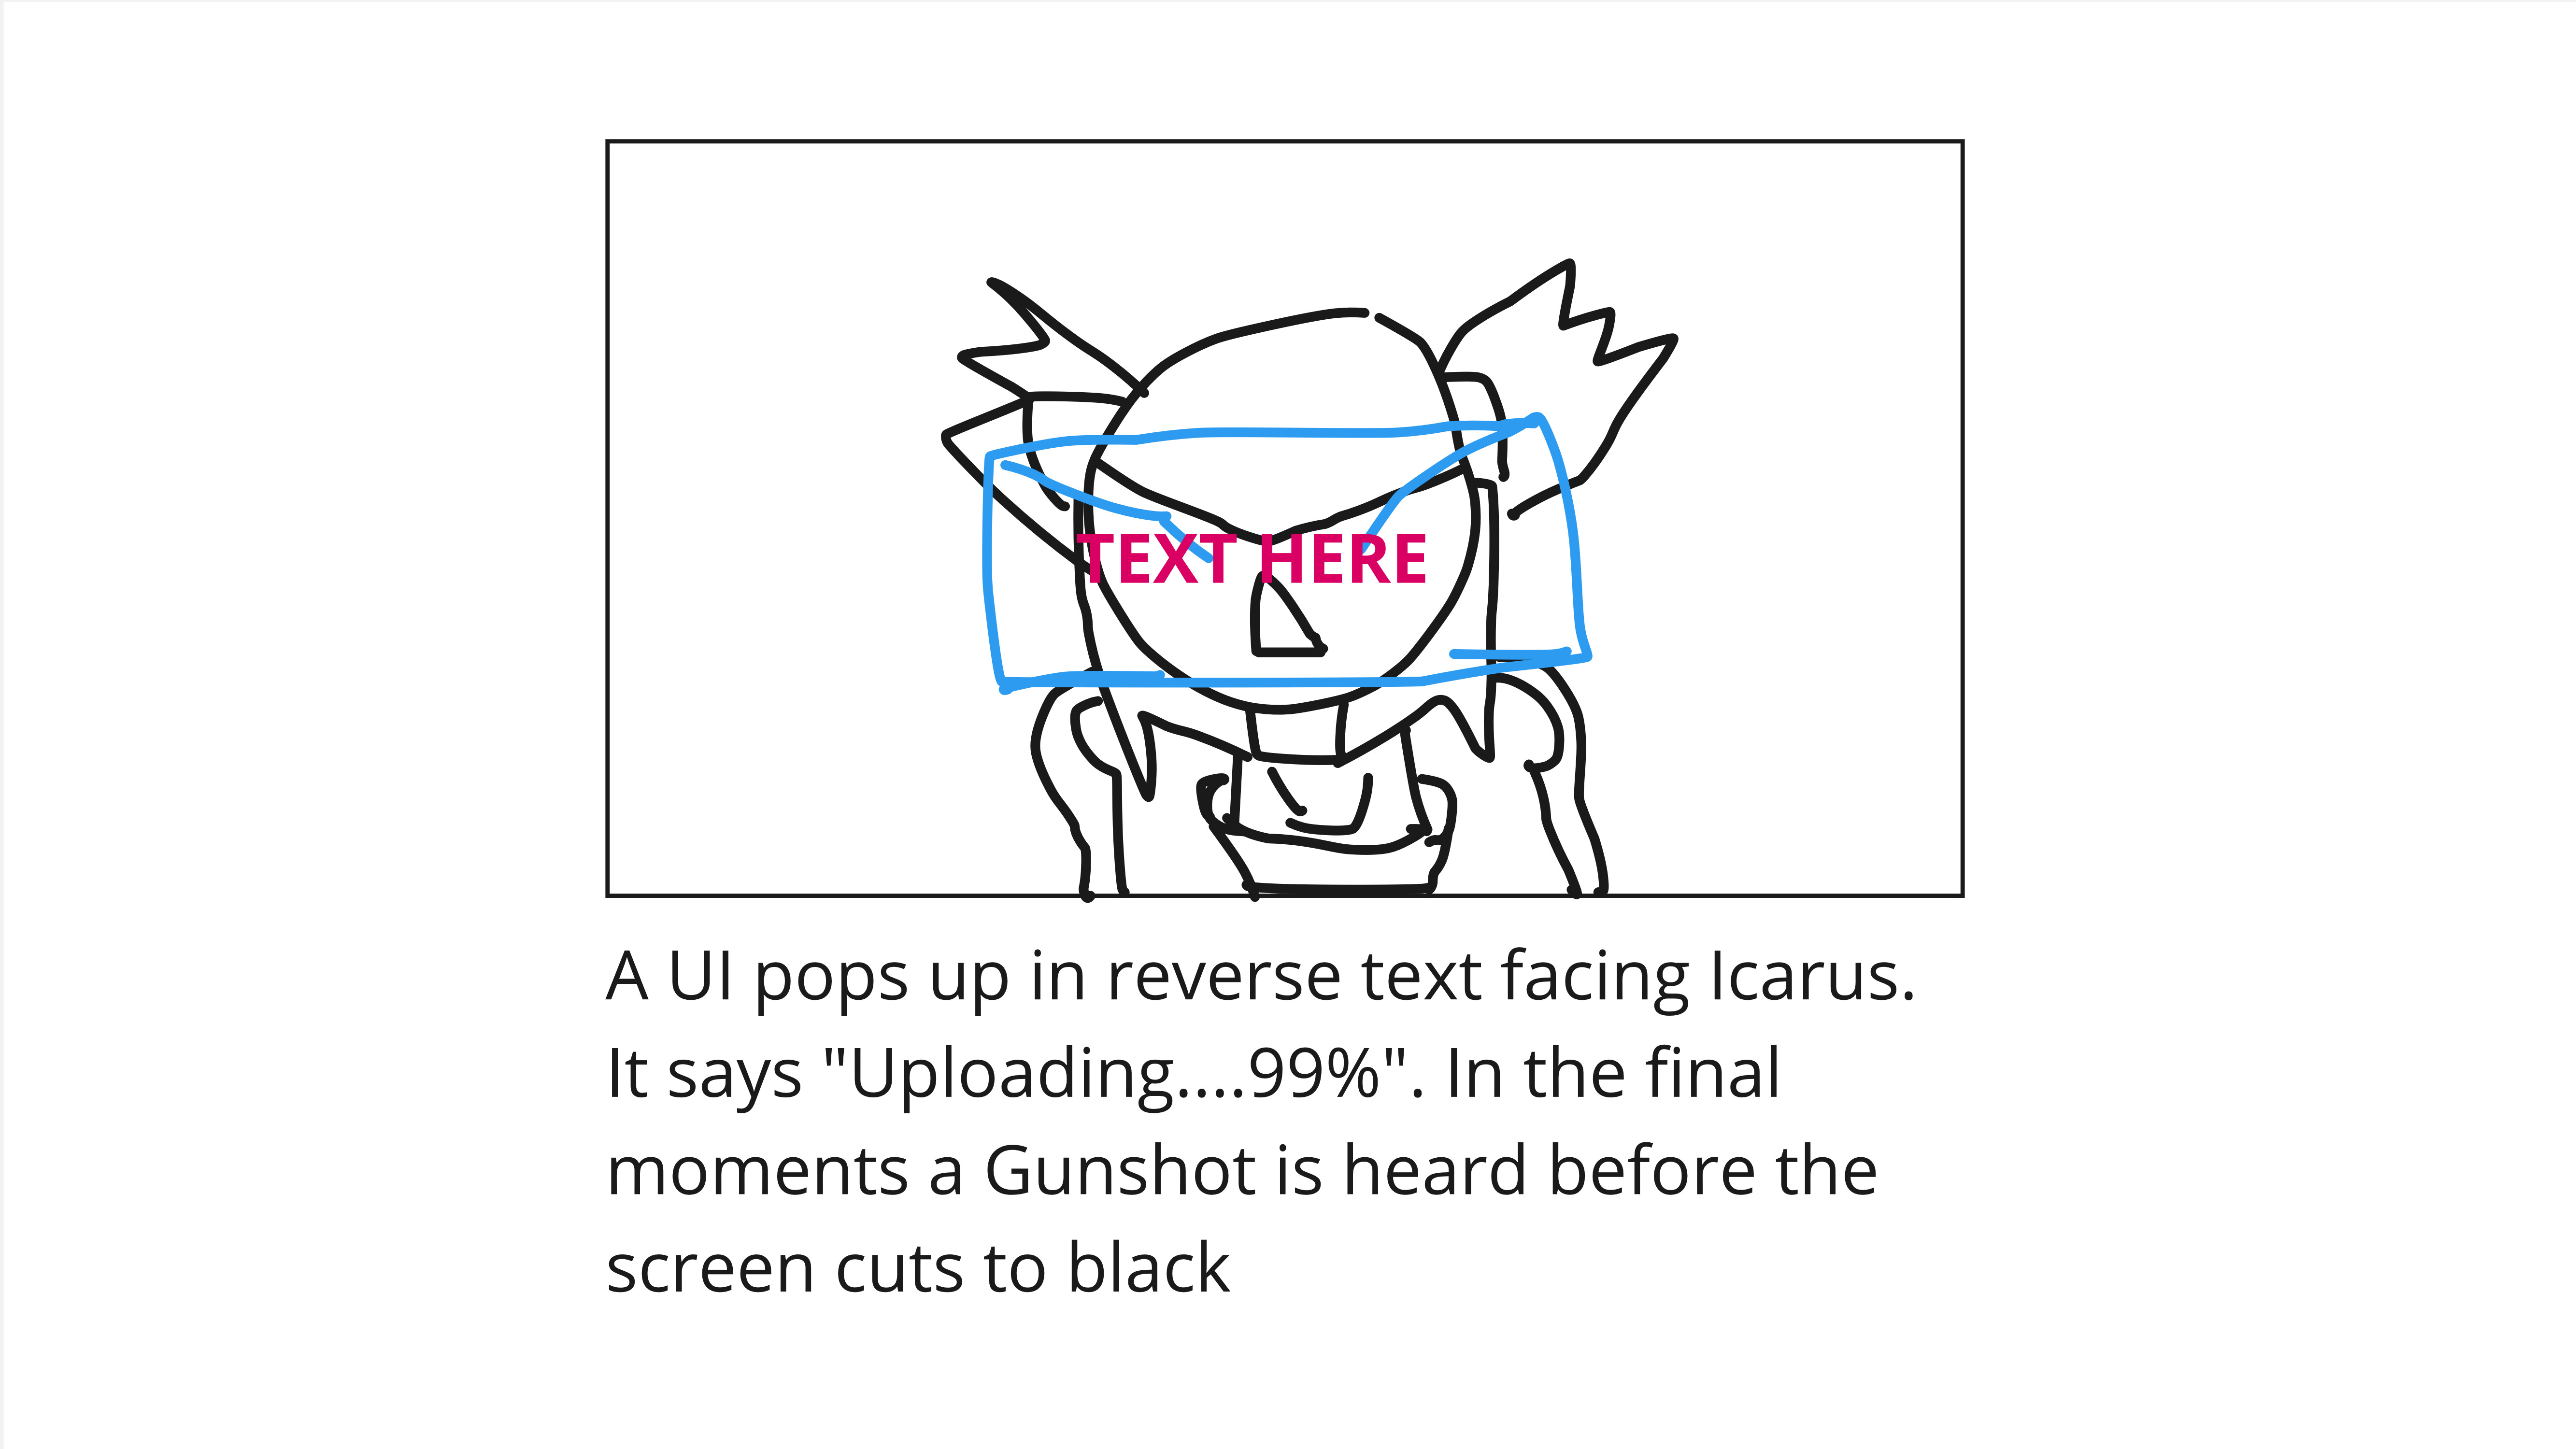 TEXT HERE
A UI pops up in reverse text facing Icarus.
It says "Uploading....99%". In the final
moments a Gunshot is heard before the
screen cuts to black